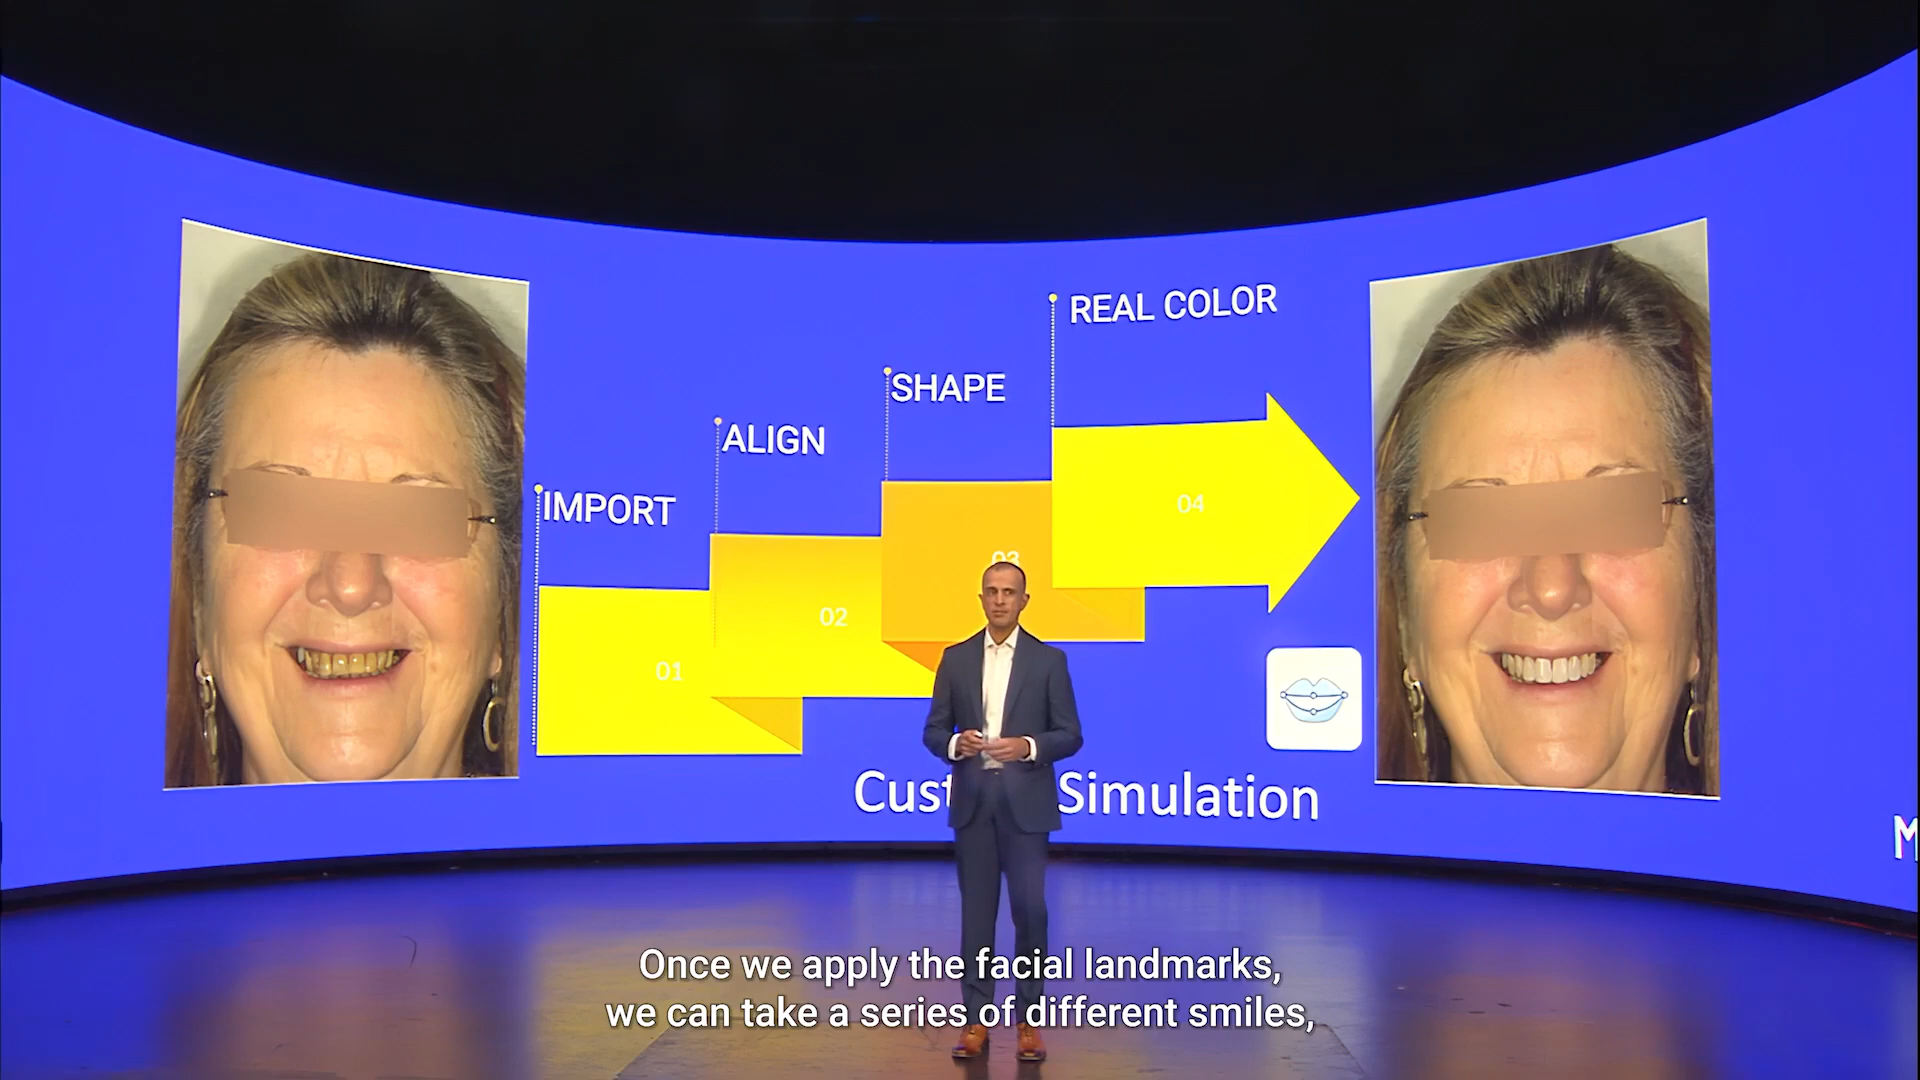 REAL COLOR
SHAPE
ALIGN
IMPORT
04
03
02
01
Simulation
Once we apply the facial landmarks,
we can take a series of different smiles,